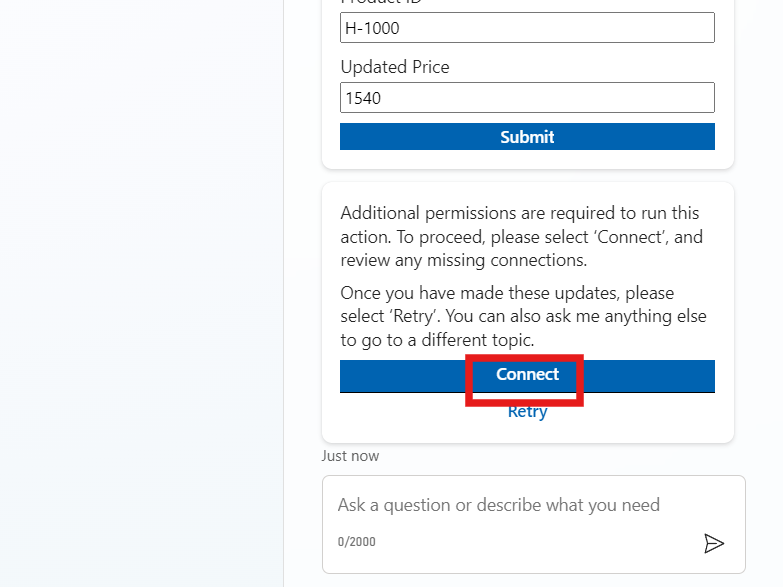 Product ID
H-1000
Updated Price
1540
Submit
Additional permissions are required to run this
action. To proceed, please select ‘Connect’, and
review any missing connections.
Once you have made these updates, please
select ‘Retry’. You can also ask me anything else
to go to a different topic.
Connect
Retry
Just now
Ask a question or describe what you need
0/2000